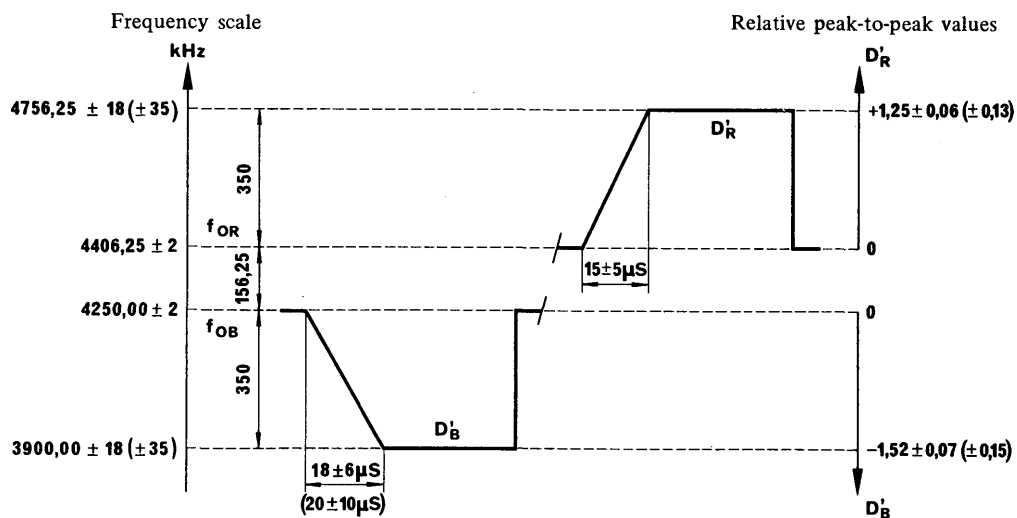 Frequency scale
Relative peak-to-peak values
kHz
D'R
4756,25 ± 18 (±35)
+1,25 ± 0,06 (± 0,13)
D'R
350
fOR
4406,25 ± 2
0
15±5µS
156,25
4250,00 ± 2
0
fOB
350
D'B
3900,00 ± 18 (±35)
−1,52 ± 0,07 (± 0,15)
18±6µS
(20±10µS)
D'B